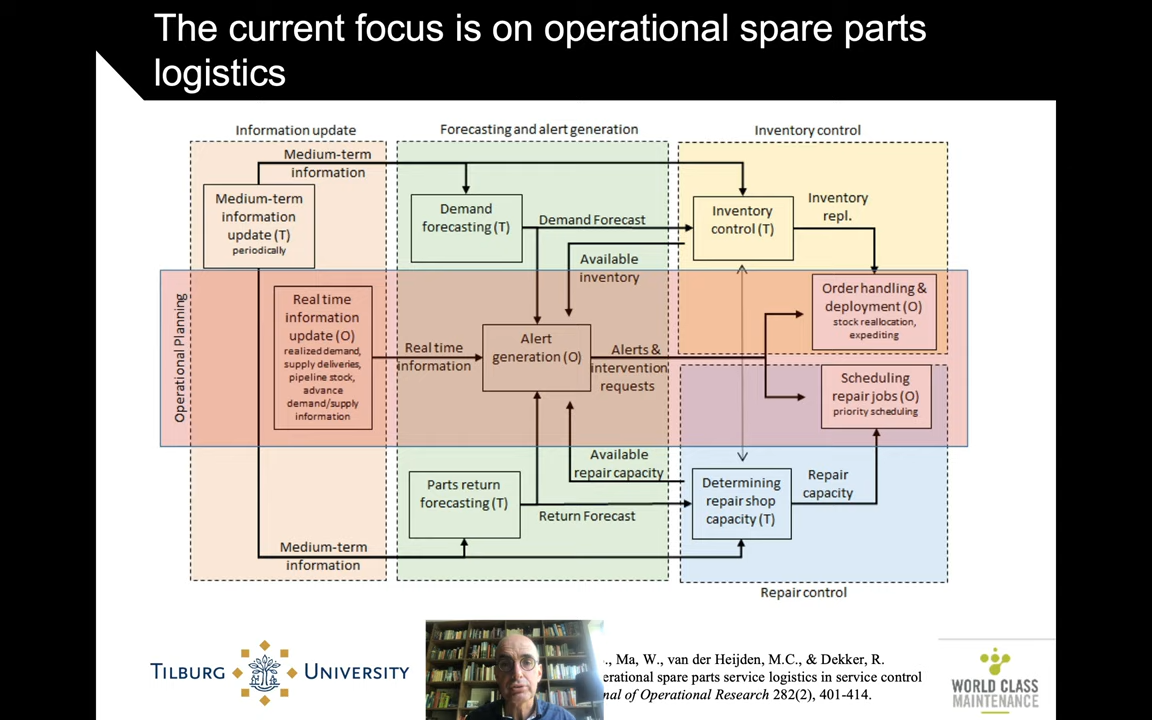 The current focus is on operational spare parts
logistics
Information update
Forecasting and alert generation
Inventory control
Medium-term
information
Medium-term
information
update (T)
periodically
Demand
forecasting (T)
Demand Forecast
Inventory
control (T)
Inventory
repl.
Available
inventory
Operational Planning
Real time
information
update (O)
realized demand,
supply deliveries,
pipeline stock,
advance
demand/supply
information
Real time
information
Alert
generation (O)
Alerts &
intervention
requests
Order handling &
deployment (O)
stock reallocation,
expediting
Scheduling
repair jobs (O)
priority scheduling
Available
repair capacity
Parts return
forecasting (T)
Return Forecast
Determining
repair shop
capacity (T)
Repair
capacity
Medium-term
information
Repair control
TILBURG UNIVERSITY
., Ma, W., van der Heijden, M.C., & Dekker, R.
erational spare parts service logistics in service control
nal of Operational Research 282(2), 401-414.
WORLD CLASS
MAINTENANCE